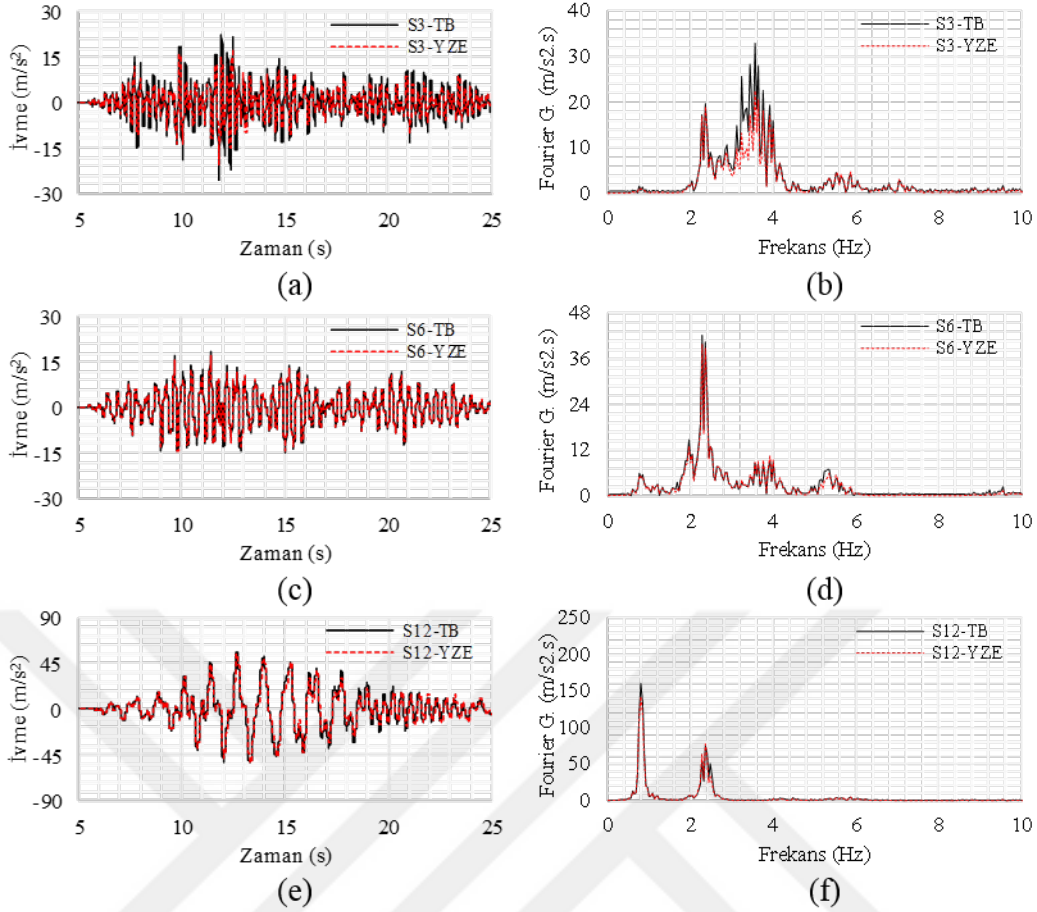 30
15
0
-15
-30
İvme (m/s²)
S3-TB
S3-YZE
5 10 15 20 25
Zaman (s)
(a)
40
30
20
10
0
Fourier G. (m/s2.s)
S3-TB
S3-YZE
0 2 4 6 8 10
Frekans (Hz)
(b)
30
15
0
-15
-30
İvme (m/s²)
S6-TB
S6-YZE
5 10 15 20 25
Zaman (s)
(c)
48
36
24
12
0
Fourier G. (m/s2.s)
S6-TB
S6-YZE
0 2 4 6 8 10
Frekans (Hz)
(d)
90
45
0
-45
-90
İvme (m/s²)
S12-TB
S12-YZE
5 10 15 20 25
Zaman (s)
(e)
250
200
150
100
50
0
Fourier G. (m/s2.s)
S12-TB
S12-YZE
0 2 4 6 8 10
Frekans (Hz)
(f)